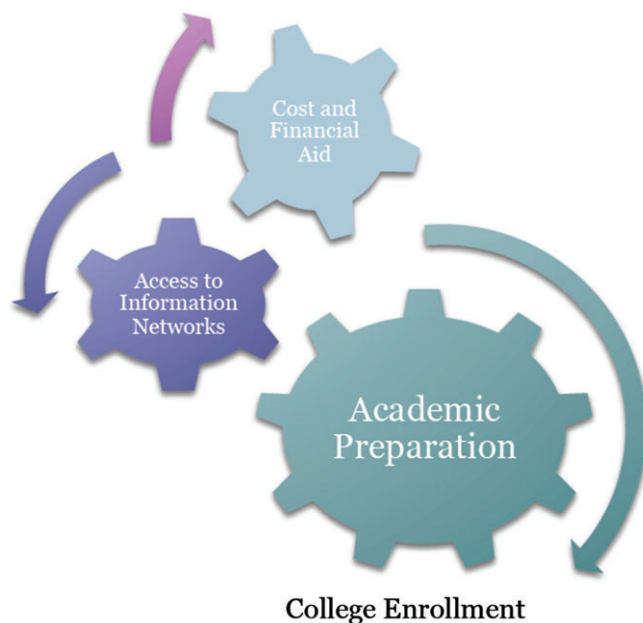 Cost and
Financial
Aid
Access to
Information
Networks
Academic
Preparation
College Enrollment